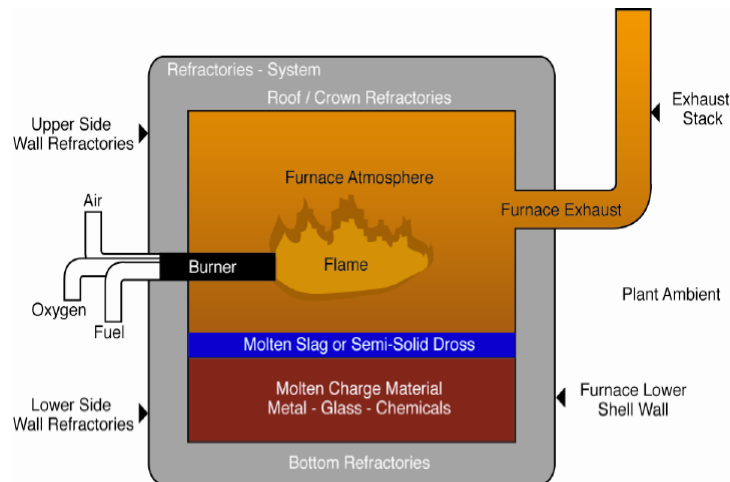 Refractories - System
Roof / Crown Refractories
Upper Side
Wall Refractories
Exhaust
Stack
Furnace Atmosphere
Air
Furnace Exhaust
Burner
Flame
Oxygen
Fuel
Plant Ambient
Molten Slag or Semi-Solid Dross
Molten Charge Material
Metal - Glass - Chemicals
Lower Side
Wall Refractories
Furnace Lower
Shell Wall
Bottom Refractories